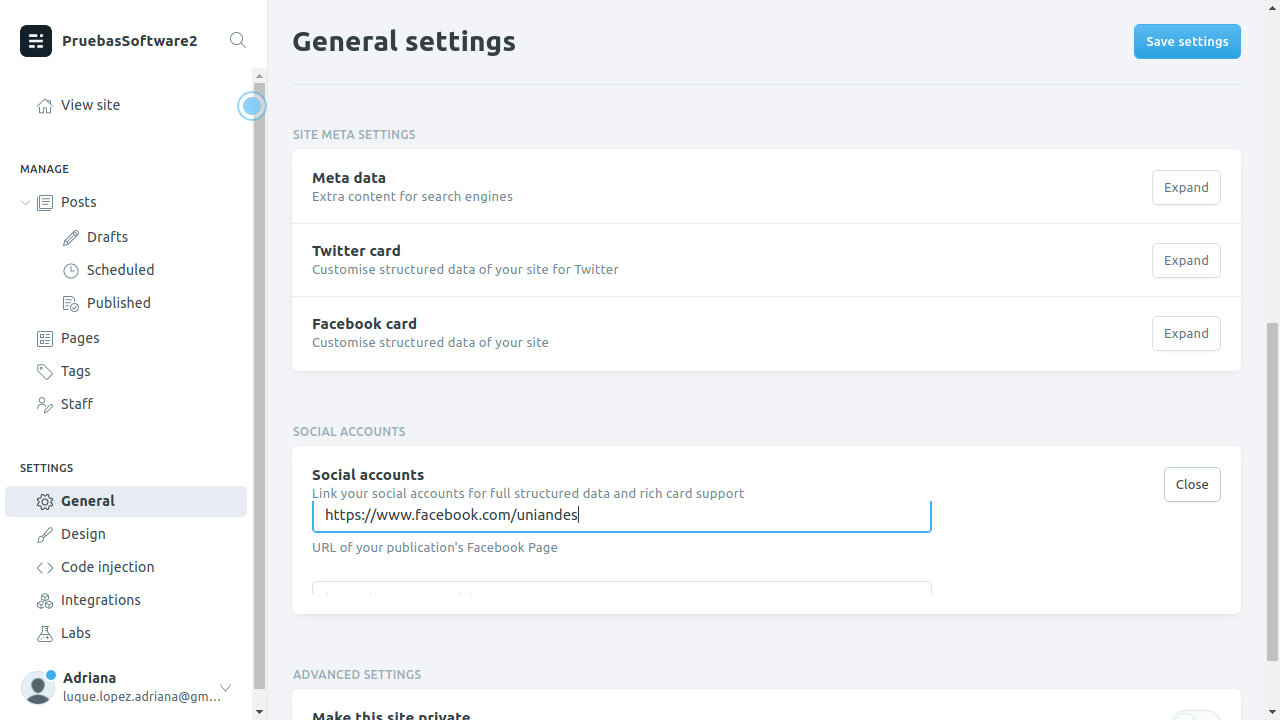 PruebasSoftware2
View site
MANAGE
Posts
Drafts
Scheduled
Published
Pages
Tags
Staff
SETTINGS
General
Design
Code injection
Integrations
Labs
Adriana
luque.lopez.adriana@gm...
General settings
Save settings
SITE META SETTINGS
Meta data
Extra content for search engines
Expand
Twitter card
Customise structured data of your site for Twitter
Expand
Facebook card
Customise structured data of your site
Expand
SOCIAL ACCOUNTS
Social accounts
Link your social accounts for full structured data and rich card support
Close
https://www.facebook.com/uniandes
URL of your publication's Facebook Page
ADVANCED SETTINGS
Make this site private